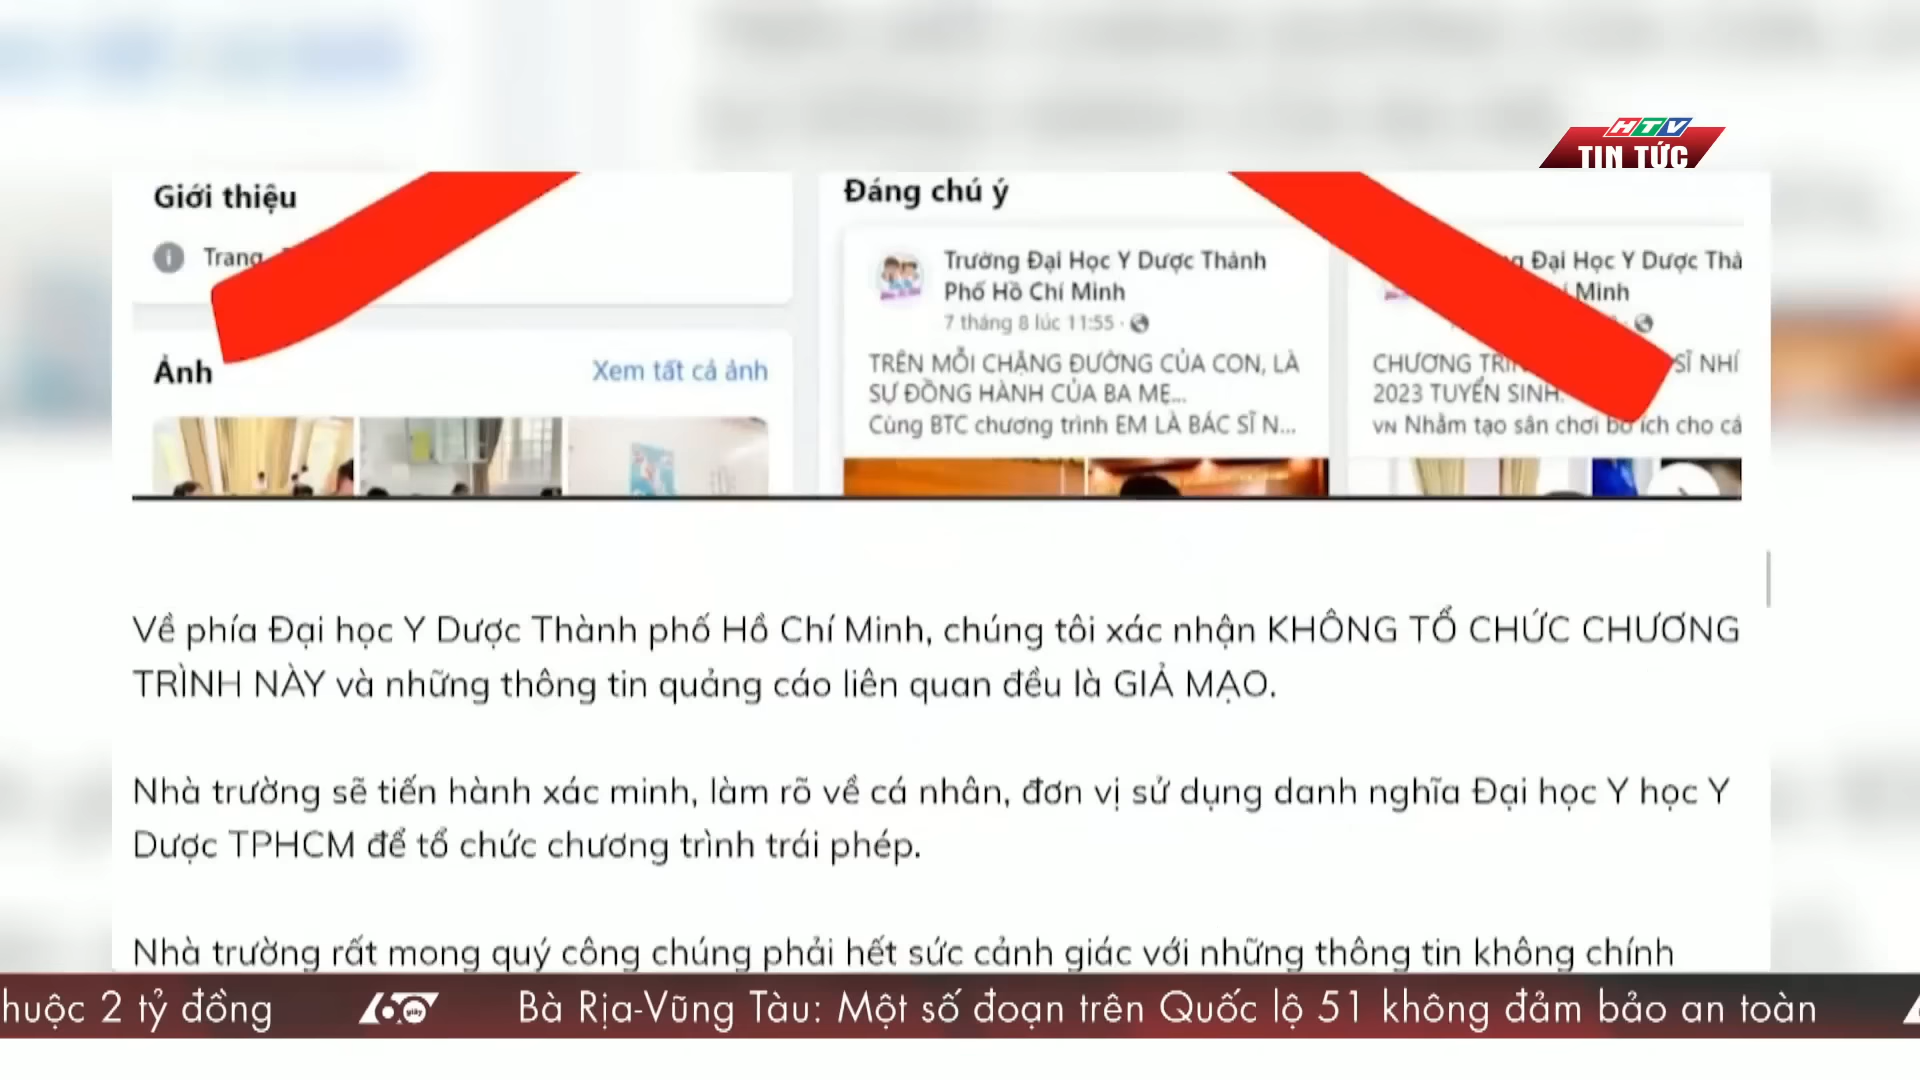 HTV
TIN TỨC
Giới thiệu
Trang
Ảnh
Xem tất cả ảnh
Đáng chú ý
Trường Đại Học Y Dược Thành
Phố Hồ Chí Minh
7 tháng 8 lúc 11:55 ·
TRÊN MỖI CHẶNG ĐƯỜNG CỦA CON, LÀ
SỰ ĐỒNG HÀNH CỦA BA MẸ...
Cùng BTC chương trình EM LÀ BÁC SĨ N...
Đại Học Y Dược Thà
Minh
CHƯƠNG SĨ NHÍ
2023 TUYỂN SINH.
VN Nhằm tạo sân chơi bổ ích cho cá
Về phía Đại học Y Dược Thành phố Hồ Chí Minh, chúng tôi xác nhận KHÔNG TỔ CHỨC CHƯƠNG
TRÌNH NÀY và những thông tin quảng cáo liên quan đều là GIẢ MẠO.
Nhà trường sẽ tiến hành xác minh, làm rõ về cá nhân, đơn vị sử dụng danh nghĩa Đại học Y học Y
Dược TPHCM để tổ chức chương trình trái phép.
Nhà trường rất mong quý công chúng phải hết sức cảnh giác với những thông tin không chính
huộc 2 tỷ đồng 60 giây Bà Rịa-Vũng Tàu: Một số đoạn trên Quốc lộ 51 không đảm bảo an toàn